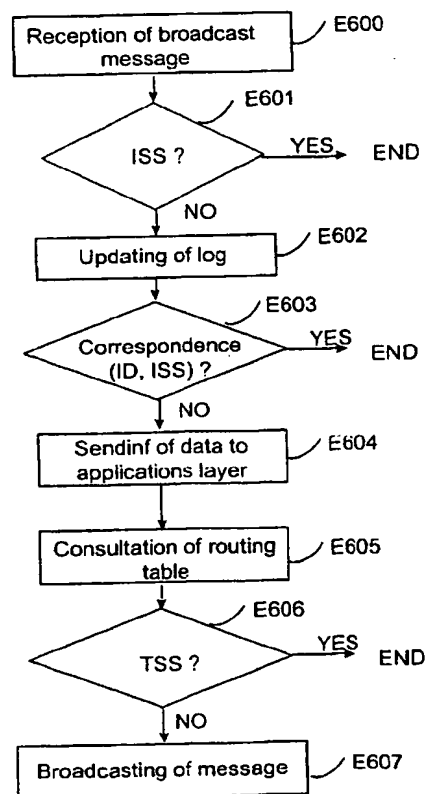 Reception of broadcast
message
E600
E601
ISS ?
YES
END
NO
Updating of log
E602
E603
Correspondence
(ID, ISS) ?
YES
END
NO
Sendinf of data to
applications layer
E604
Consultation of routing
table
E605
E606
TSS ?
YES
END
NO
Broadcasting of message
E607